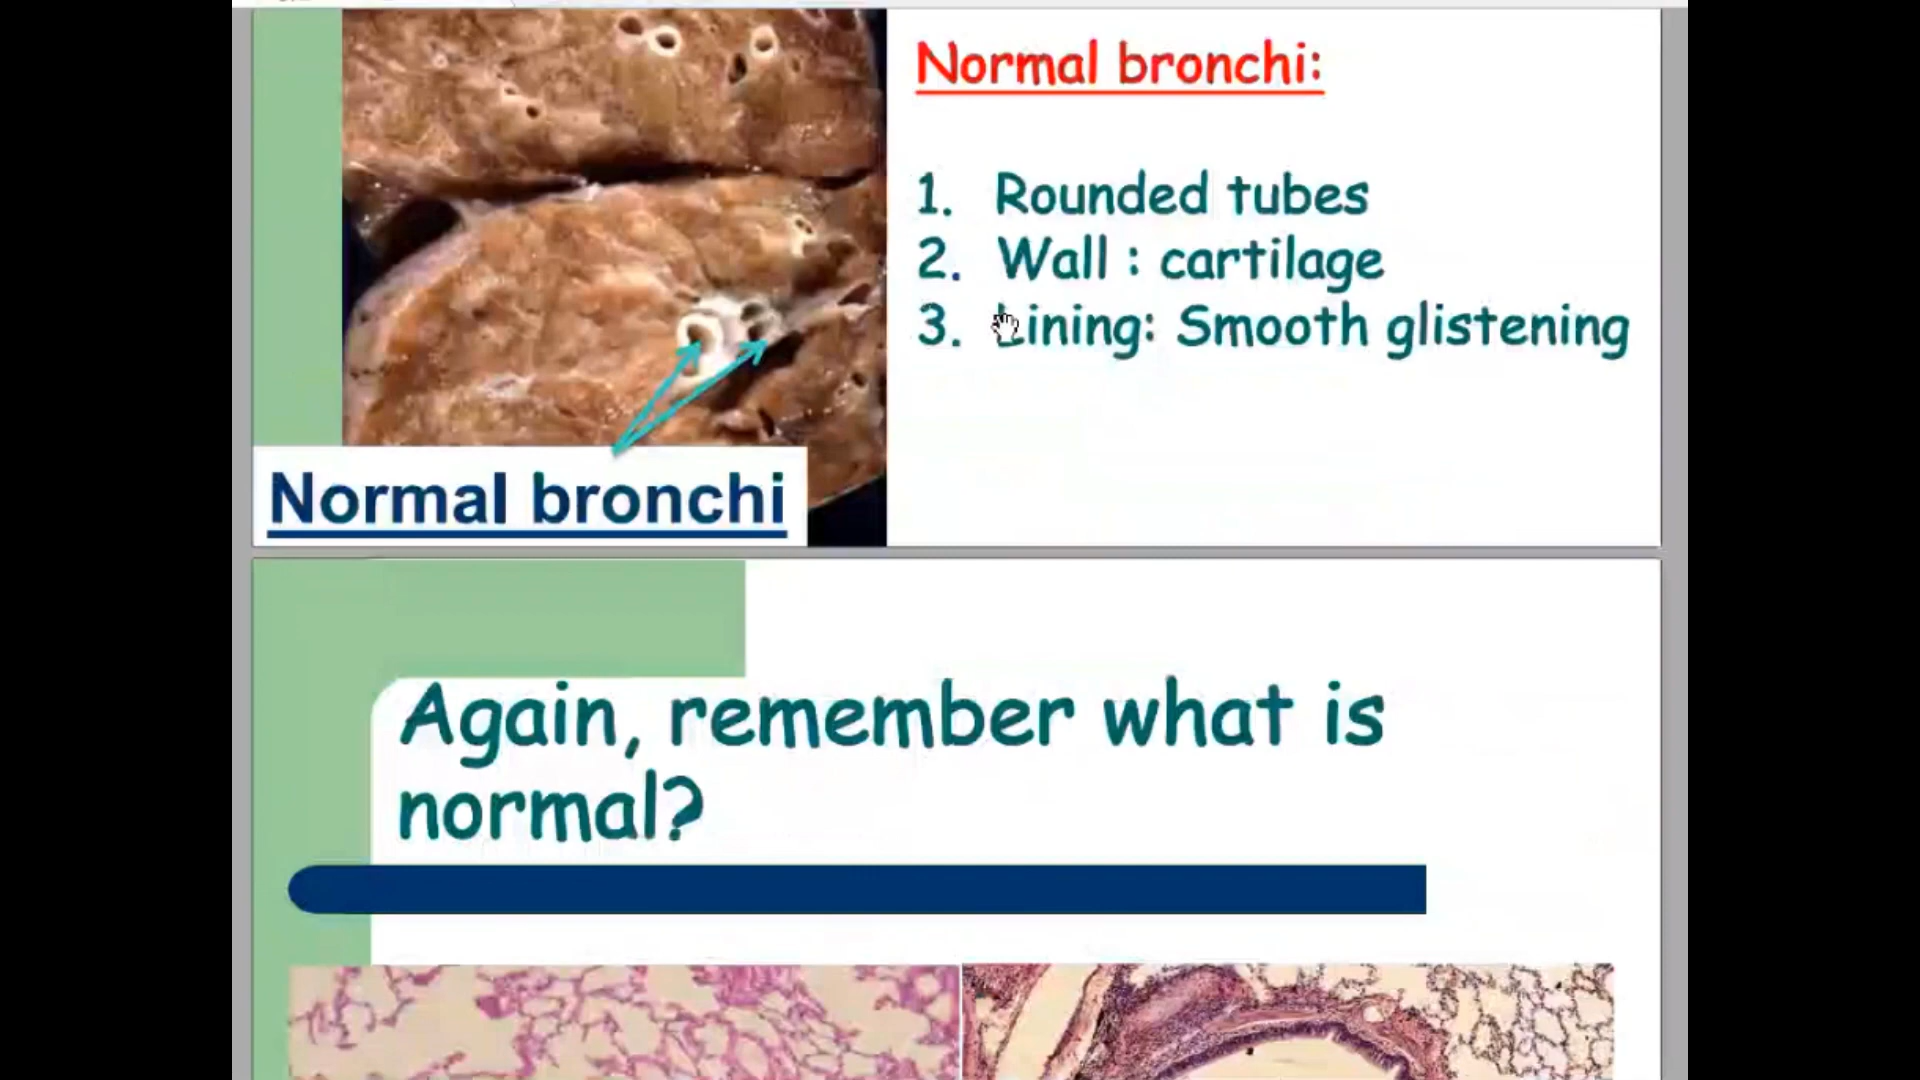 Normal bronchi:
1. Rounded tubes
2. Wall : cartilage
3. Lining: Smooth glistening
Normal bronchi
Again, remember what is
normal?